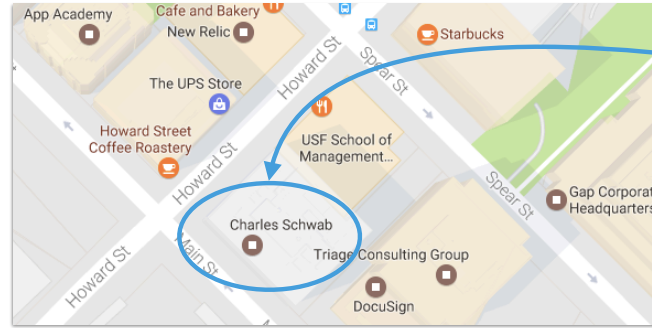 App Academy
Cafe and Bakery
New Relic
Starbucks
Howard St
Spear St
The UPS Store
Howard Street
Coffee Roastery
USF School of
Management...
Howard St
Spear St
Gap Corporat
Headquarters
Charles Schwab
Main St
Triage Consulting Group
Howard St
DocuSign